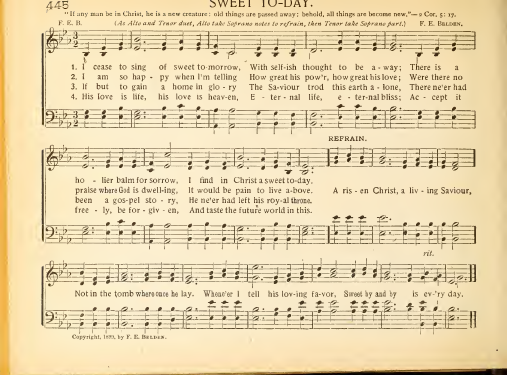 445
SWEET TO-DAY.
"If any man be in Christ, he is a new creature: old things are passed away; behold, all things are become new."—2 Cor. 5: 17.
F. E. B. (As Alto and Tenor duet, Alto take Soprano notes to refrain, then Tenor take Soprano part.) F. E. BELDEN.
1. I cease to sing of sweet to-morrow, With self-ish thought to be a-way; There is a
2. I am so hap-py when I'm telling How great his pow'r, how great his love; Were there no
3. If but to gain a home in glo-ry The Sa-viour trod this earth a-lone, There ne'er had
4. His love is life, his love is heav-en, E-ter-nal life, e-ter-nal bliss; Ac-cept it
REFRAIN.
ho-lier balm for sorrow, I find in Christ a sweet to-day.
praise where God is dwell-ing, It would be pain to live a-bove. A ris-en Christ, a liv-ing Saviour,
been a gos-pel sto-ry, He ne'er had left his roy-al throne.
free-ly, be for-giv-en, And taste the future world in this.
rit.
Not in the tomb where once he lay. Whene'er I tell his lov-ing fa-vor, Sweet by and by is ev-'ry day.
Copyright, 1899, by F. E. BELDEN.